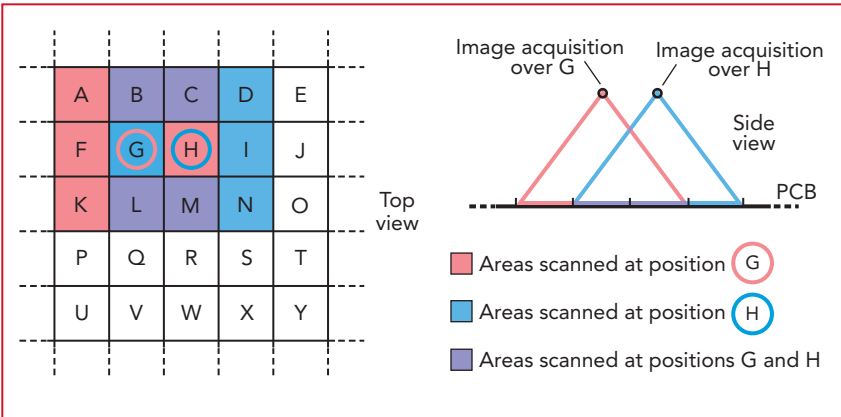 A B C D E
F G H I J
K L M N O
P Q R S T
U V W X Y
Top
view
Image acquisition
over G
Image acquisition
over H
Side
view
PCB
Areas scanned at position G
Areas scanned at position H
Areas scanned at positions G and H